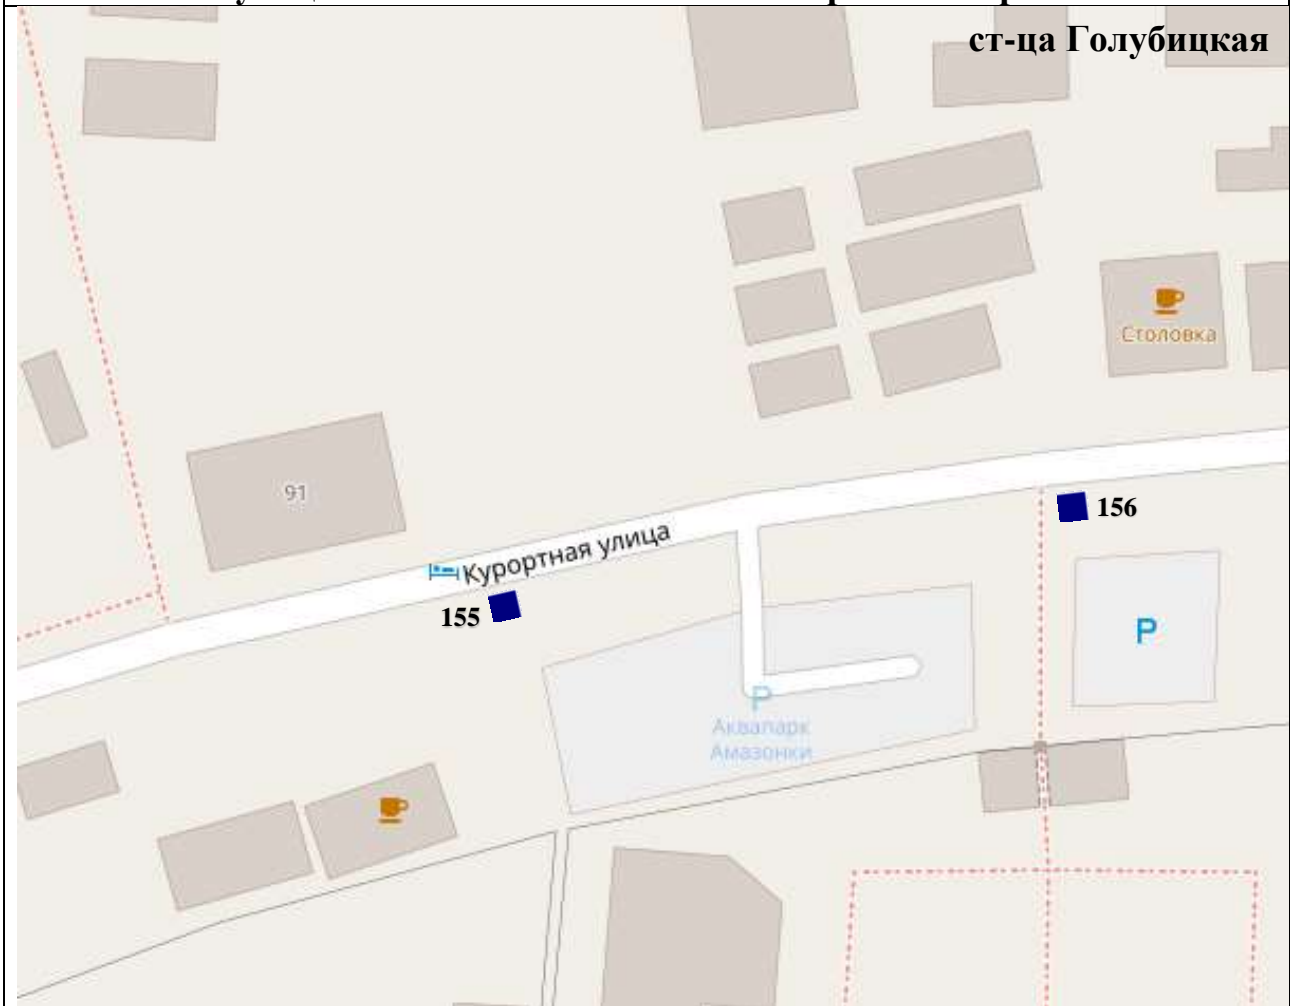 ст-ца Голубицкая
Столовка
91
156
Курортная улица
155
P
P
Аквапарк
Амазонки